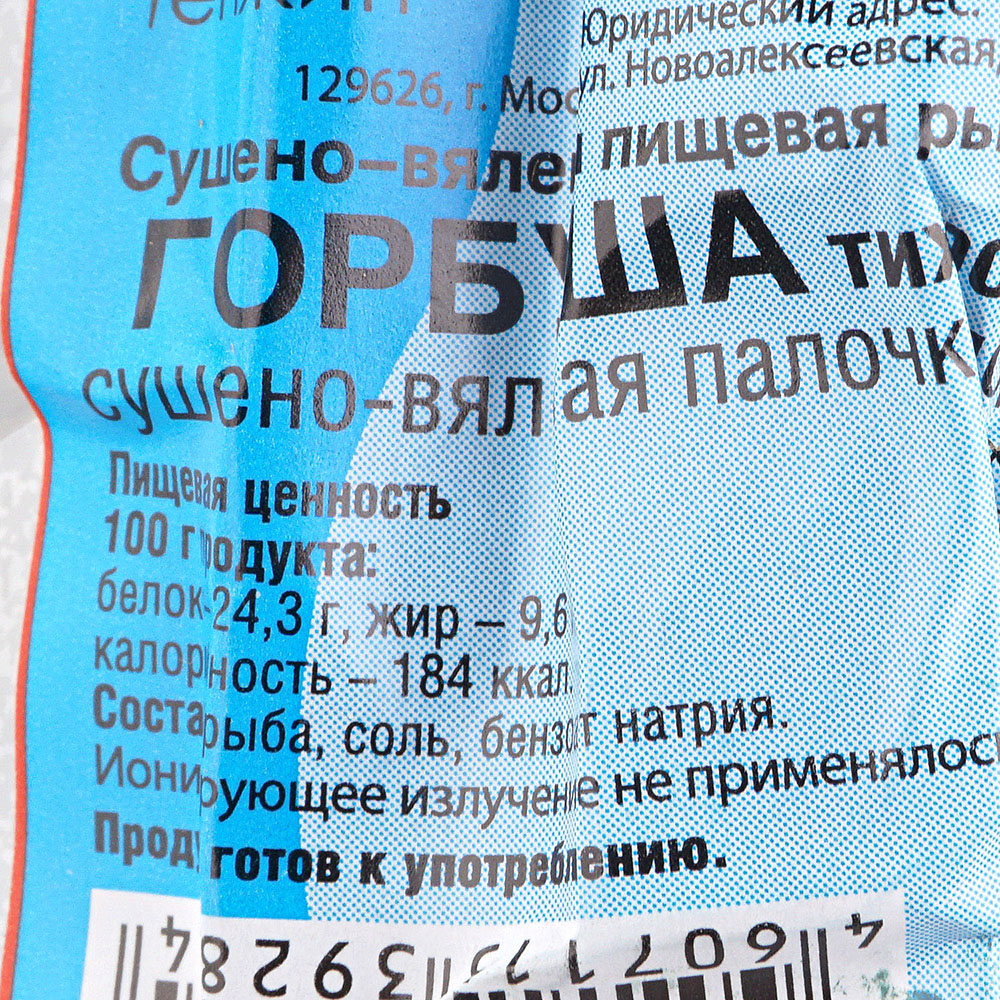 Юридический адрес:
ул. Новоалексеевская,
129626, г. Мос
Сушено-вялен пищевая ры
ГОРБУША тихо
сушено-вяленая палочк
Пищевая ценность
100 г продукта:
белок-24,3 г, жир – 9,6
калорийность – 184 ккал.
Состав рыба, соль, бензоат натрия.
Ионизирующее излучение не применялось
Продукт готов к употреблению.